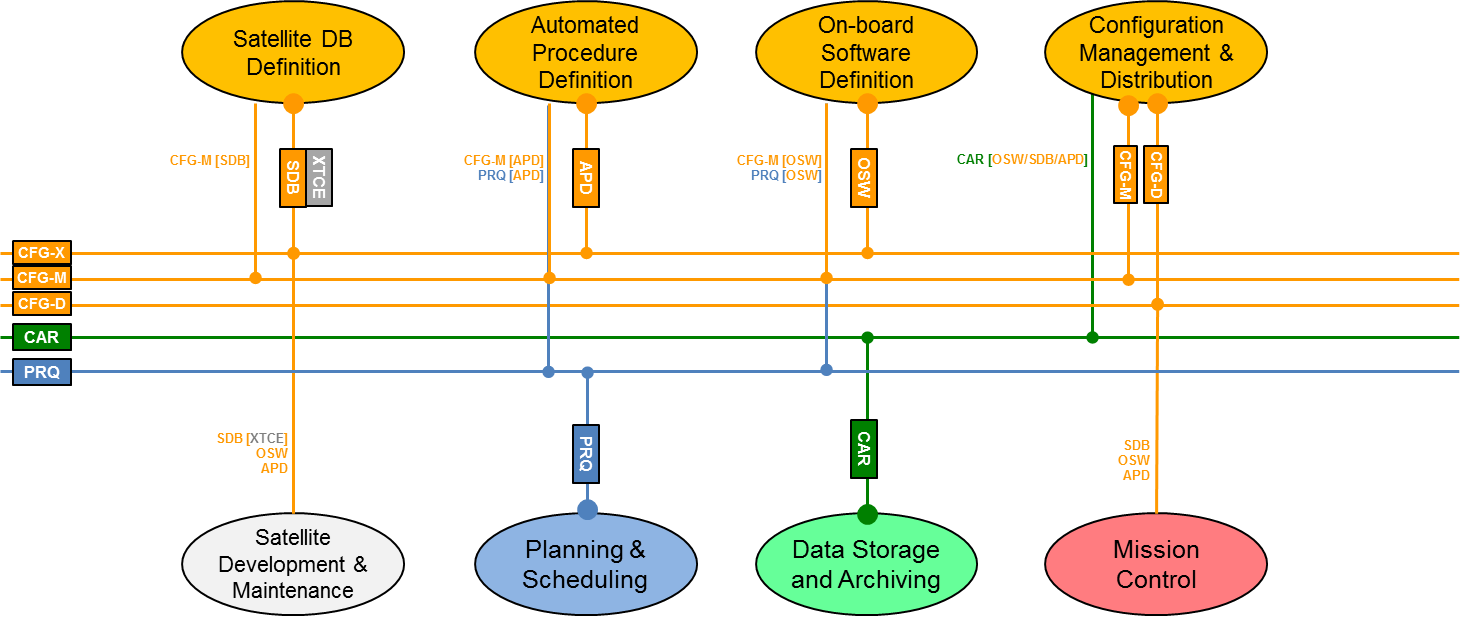 Satellite DB
Definition
Automated
Procedure
Definition
On-board
Software
Definition
Configuration
Management &
Distribution
CFG-M [SDB]
SDB
XTCE
CFG-M [APD]
PRQ [APD]
APD
CFG-M [OSW]
PRQ [OSW]
OSW
CAR [OSW/SDB/APD]
CFG-M
CFG-D
CFG-X
CFG-M
CFG-D
CAR
PRQ
SDB [XTCE]
OSW
APD
PRQ
CAR
SDB
OSW
APD
Satellite
Development &
Maintenance
Planning &
Scheduling
Data Storage
and Archiving
Mission
Control